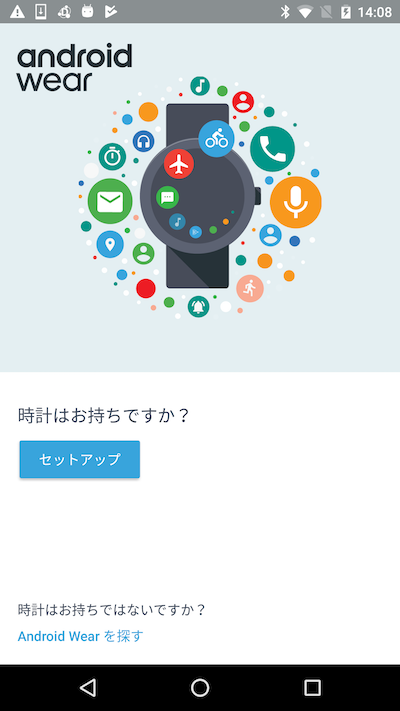 14:08
android
wear
時計はお持ちですか？
セットアップ
時計はお持ちではないですか？
Android Wear を探す